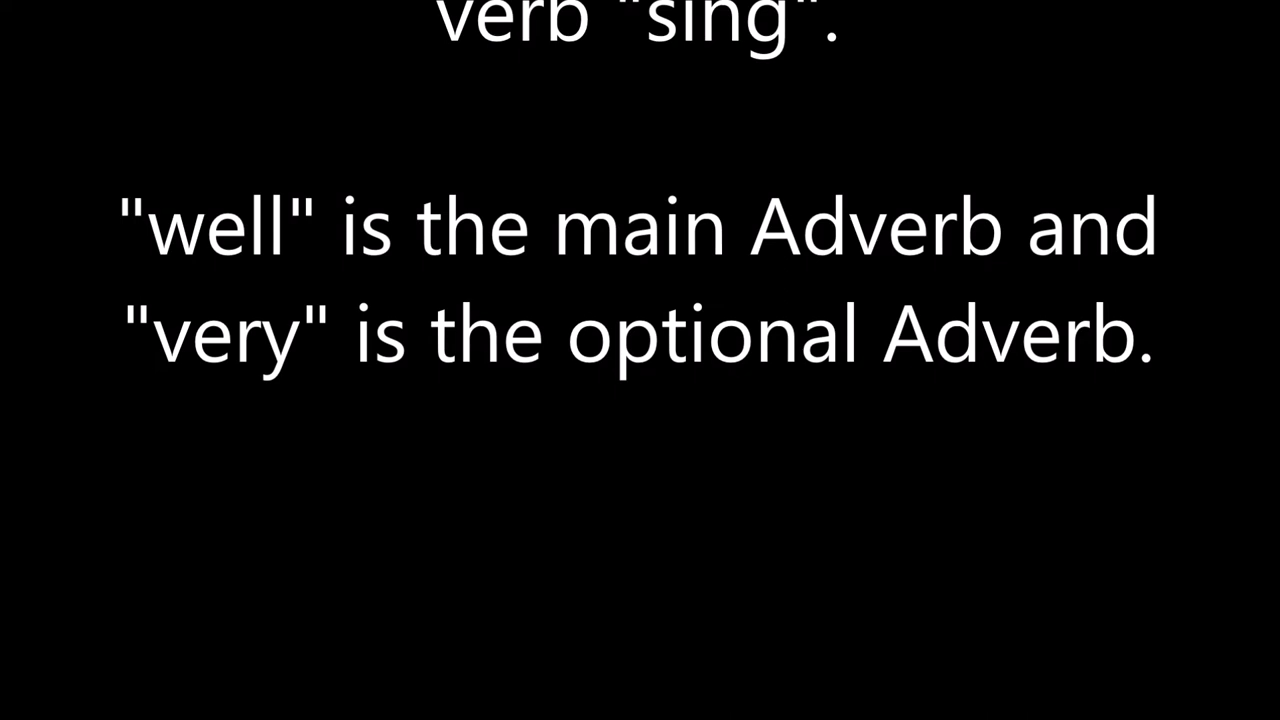 verb "sing".
"well" is the main Adverb and
"very" is the optional Adverb.